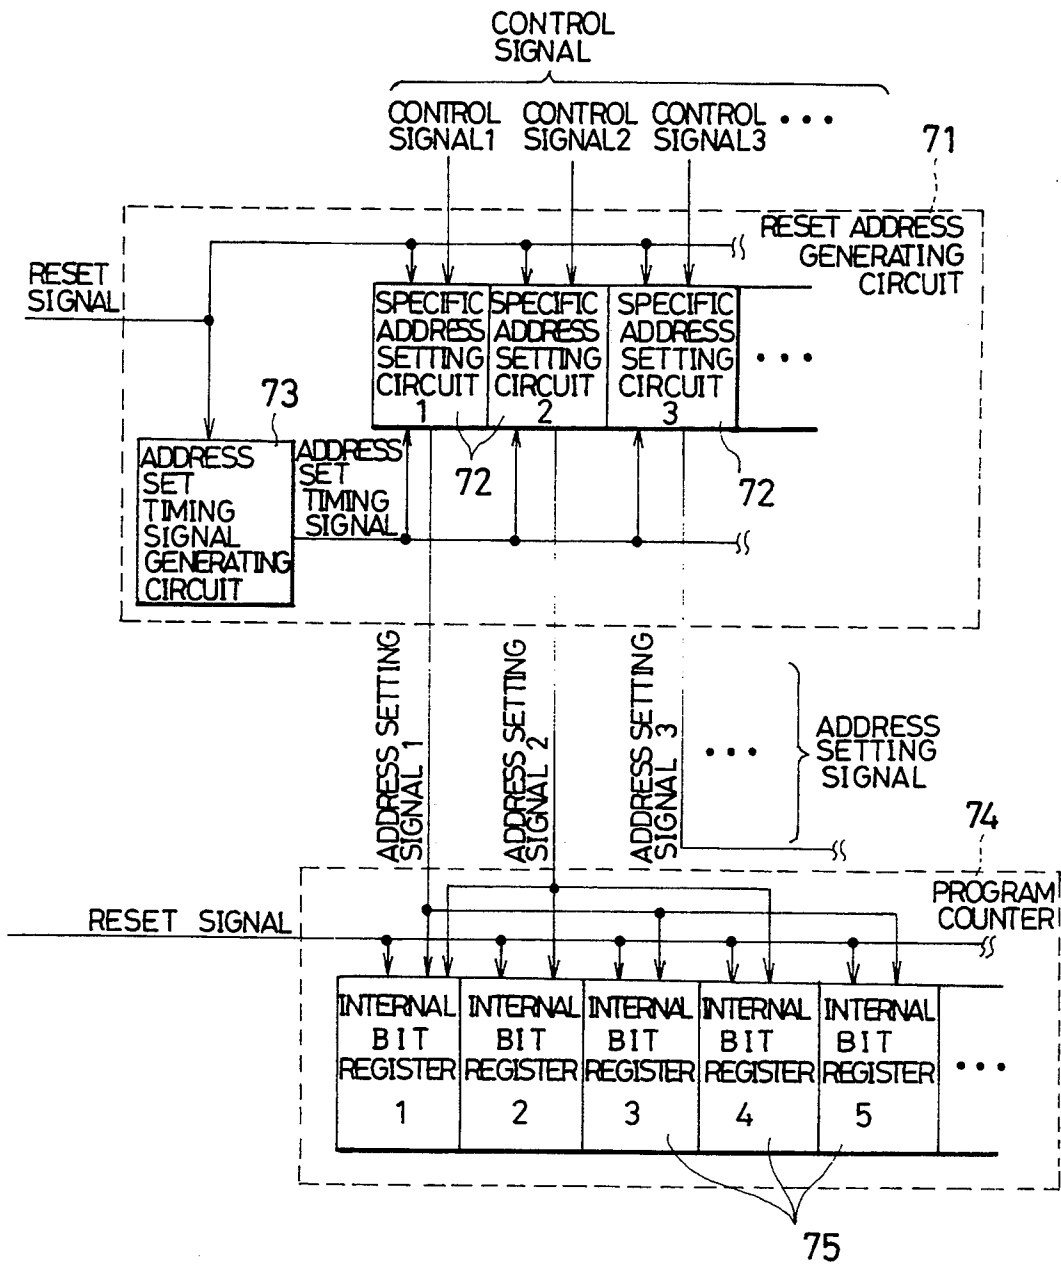 CONTROL
SIGNAL
CONTROL
SIGNAL1
CONTROL
SIGNAL2
CONTROL
SIGNAL3
71
RESET ADDRESS
GENERATING
CIRCUIT
RESET
SIGNAL
SPECIFIC
ADDRESS
SETTING
CIRCUIT
1
SPECIFIC
ADDRESS
SETTING
CIRCUIT
2
SPECIFIC
ADDRESS
SETTING
CIRCUIT
3
73
72
72
ADDRESS
SET
TIMING
SIGNAL
GENERATING
CIRCUIT
ADDRESS
SET
TIMING
SIGNAL
ADDRESS SETTING
SIGNAL 1
ADDRESS SETTING
SIGNAL 2
ADDRESS SETTING
SIGNAL 3
ADDRESS
SETTING
SIGNAL
74
PROGRAM
COUNTER
RESET SIGNAL
INTERNAL
BIT
REGISTER
1
INTERNAL
BIT
REGISTER
2
INTERNAL
BIT
REGISTER
3
INTERNAL
BIT
REGISTER
4
INTERNAL
BIT
REGISTER
5
75